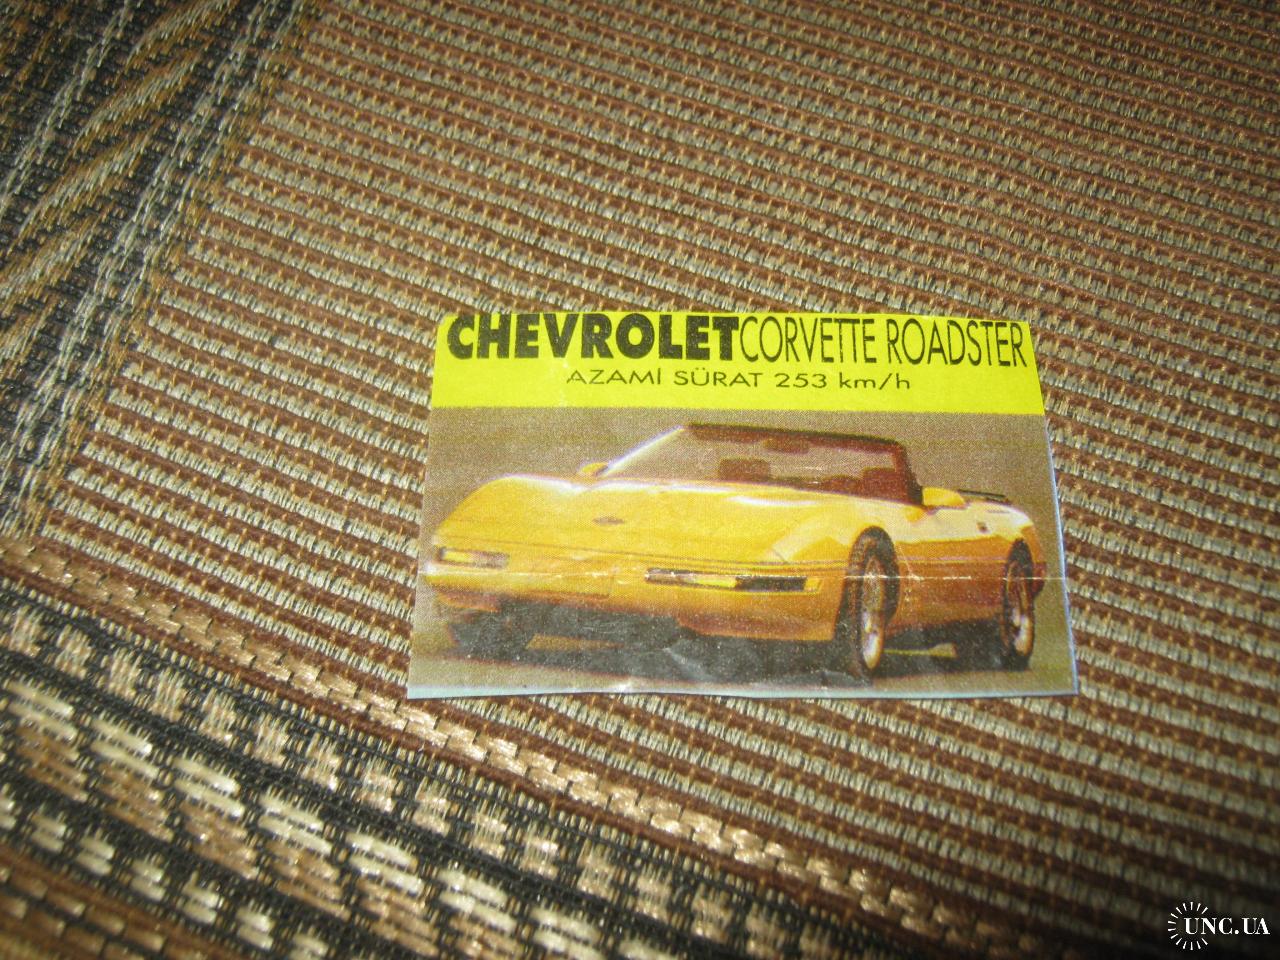 CHEVROLET CORVETTE ROADSTER
AZAMİ SÜRAT 253 km/h
UNC.UA